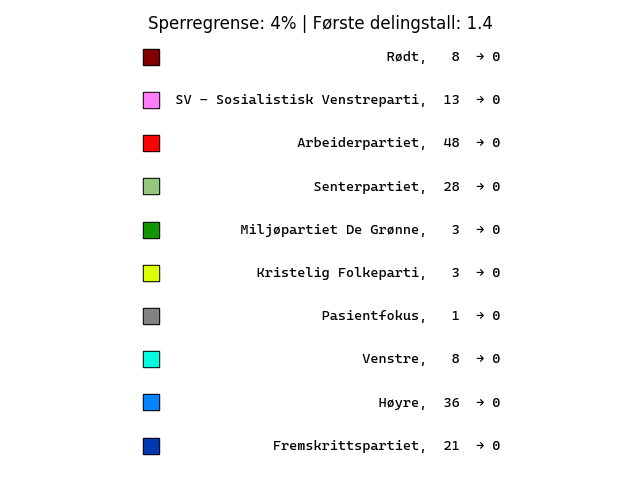 Sperregrense: 4% | Første delingstall: 1.4
Rødt, 8 → 0
SV – Sosialistisk Venstreparti, 13 → 0
Arbeiderpartiet, 48 → 0
Senterpartiet, 28 → 0
Miljøpartiet De Grønne, 3 → 0
Kristelig Folkeparti, 3 → 0
Pasientfokus, 1 → 0
Venstre, 8 → 0
Høyre, 36 → 0
Fremskrittspartiet, 21 → 0